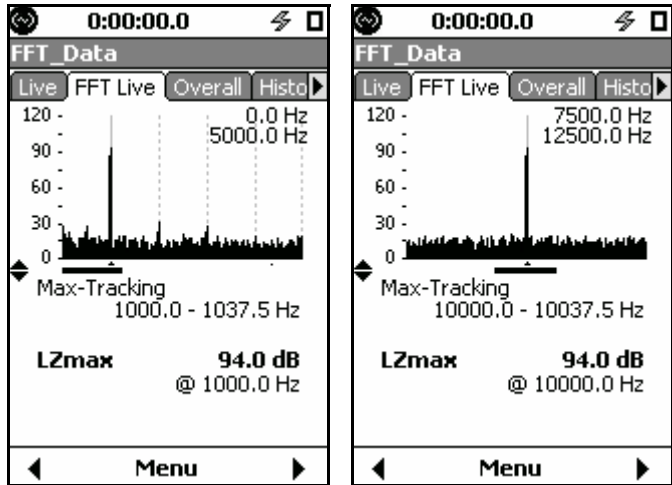 0:00:00.0
FFT_Data
Live FFT Live Overall Histo
120 - 0.0 Hz
- 5000.0 Hz
90 -
-
60 -
-
30 -
-
0 -
Max-Tracking
1000.0 - 1037.5 Hz
LZmax 94.0 dB
@ 1000.0 Hz
Menu
0:00:00.0
FFT_Data
Live FFT Live Overall Histo
120 - 7500.0 Hz
- 12500.0 Hz
90 -
-
60 -
-
30 -
-
0 -
Max-Tracking
10000.0 - 10037.5 Hz
LZmax 94.0 dB
@ 10000.0 Hz
Menu